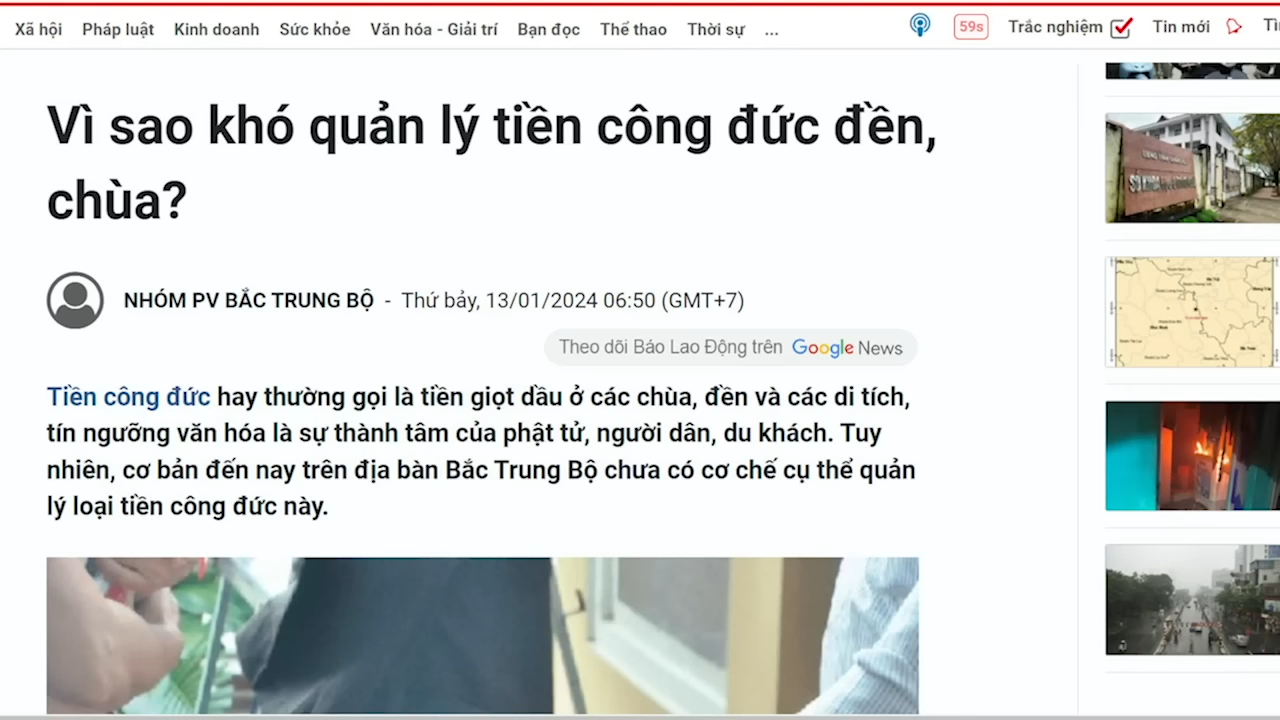 Xã hội Pháp luật Kinh doanh Sức khỏe Văn hóa - Giải trí Bạn đọc Thể thao Thời sự ... 59s Trắc nghiệm Tin mới
Vì sao khó quản lý tiền công đức đền,
chùa?
NHÓM PV BẮC TRUNG BỘ - Thứ bảy, 13/01/2024 06:50 (GMT+7)
Theo dõi Báo Lao Động trên Google News
Tiền công đức hay thường gọi là tiền giọt dầu ở các chùa, đền và các di tích,
tín ngưỡng văn hóa là sự thành tâm của phật tử, người dân, du khách. Tuy
nhiên, cơ bản đến nay trên địa bàn Bắc Trung Bộ chưa có cơ chế cụ thể quản
lý loại tiền công đức này.